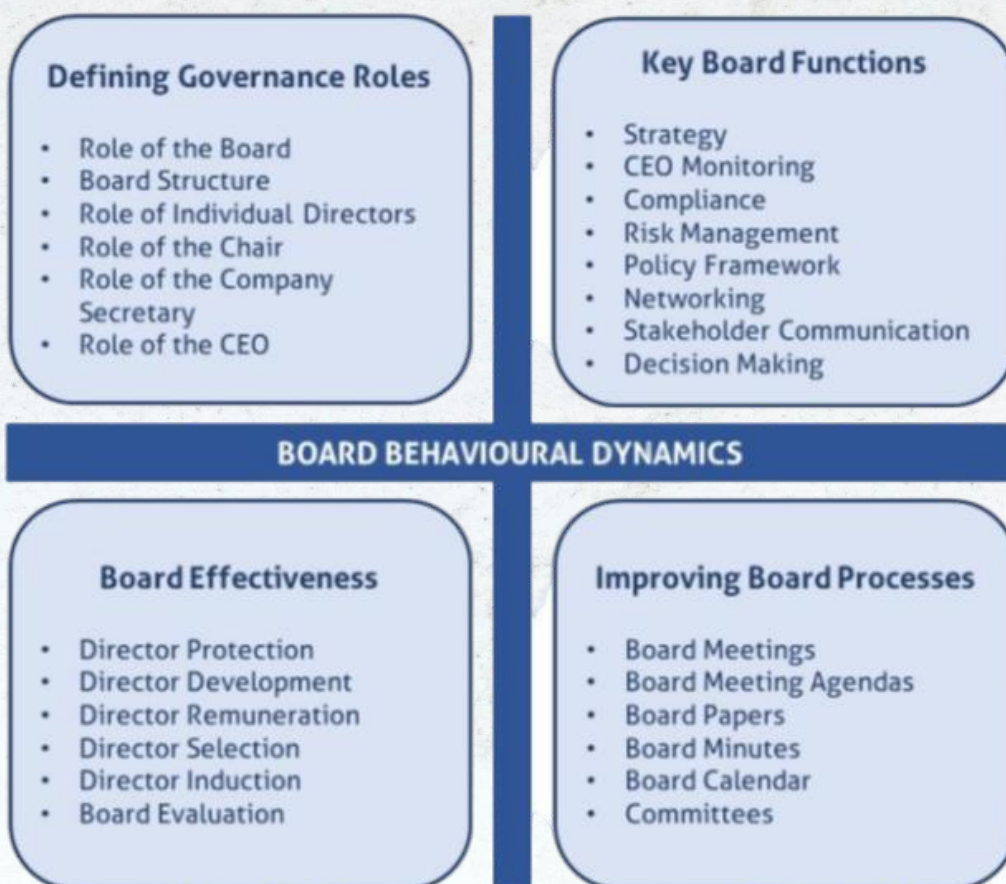 Defining Governance Roles
• Role of the Board
• Board Structure
• Role of Individual Directors
• Role of the Chair
• Role of the Company
Secretary
• Role of the CEO
Key Board Functions
• Strategy
• CEO Monitoring
• Compliance
• Risk Management
• Policy Framework
• Networking
• Stakeholder Communication
• Decision Making
BOARD BEHAVIOURAL DYNAMICS
Board Effectiveness
• Director Protection
• Director Development
• Director Remuneration
• Director Selection
• Director Induction
• Board Evaluation
Improving Board Processes
• Board Meetings
• Board Meeting Agendas
• Board Papers
• Board Minutes
• Board Calendar
• Committees